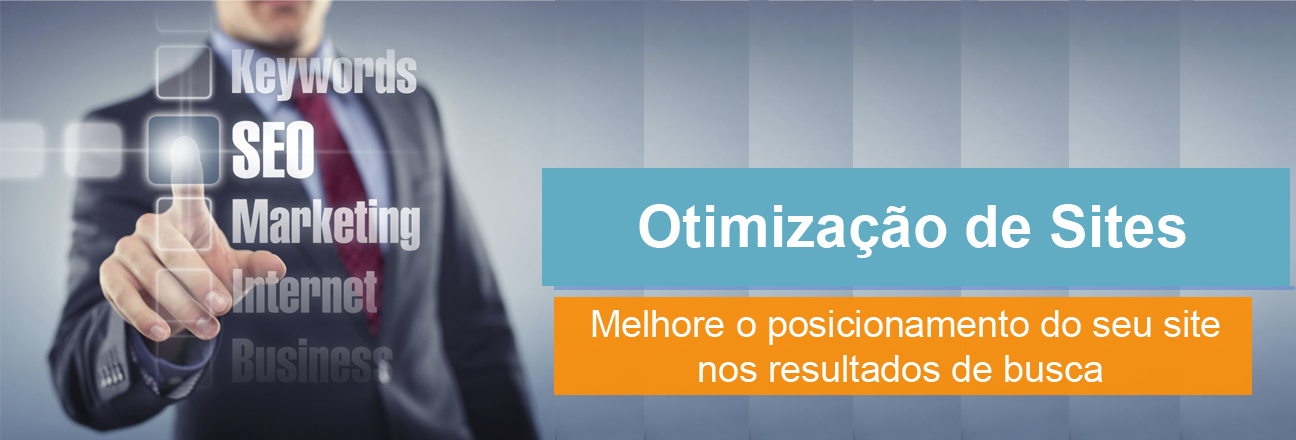 Keywords
SEO
Marketing
Internet
Business
Otimização de Sites
Melhore o posicionamento do seu site
nos resultados de busca